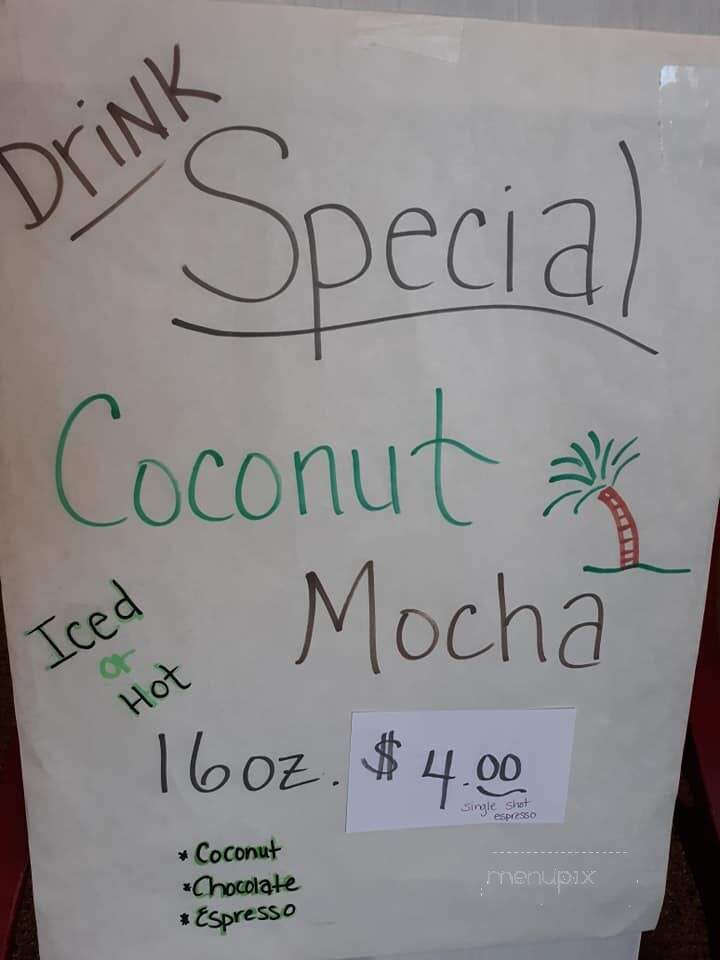 Drink
Special
Coconut
Mocha
Iced
or
Hot
16oz. $4.00
single shot
espresso
* Coconut
* Chocolate
* Espresso
menupix